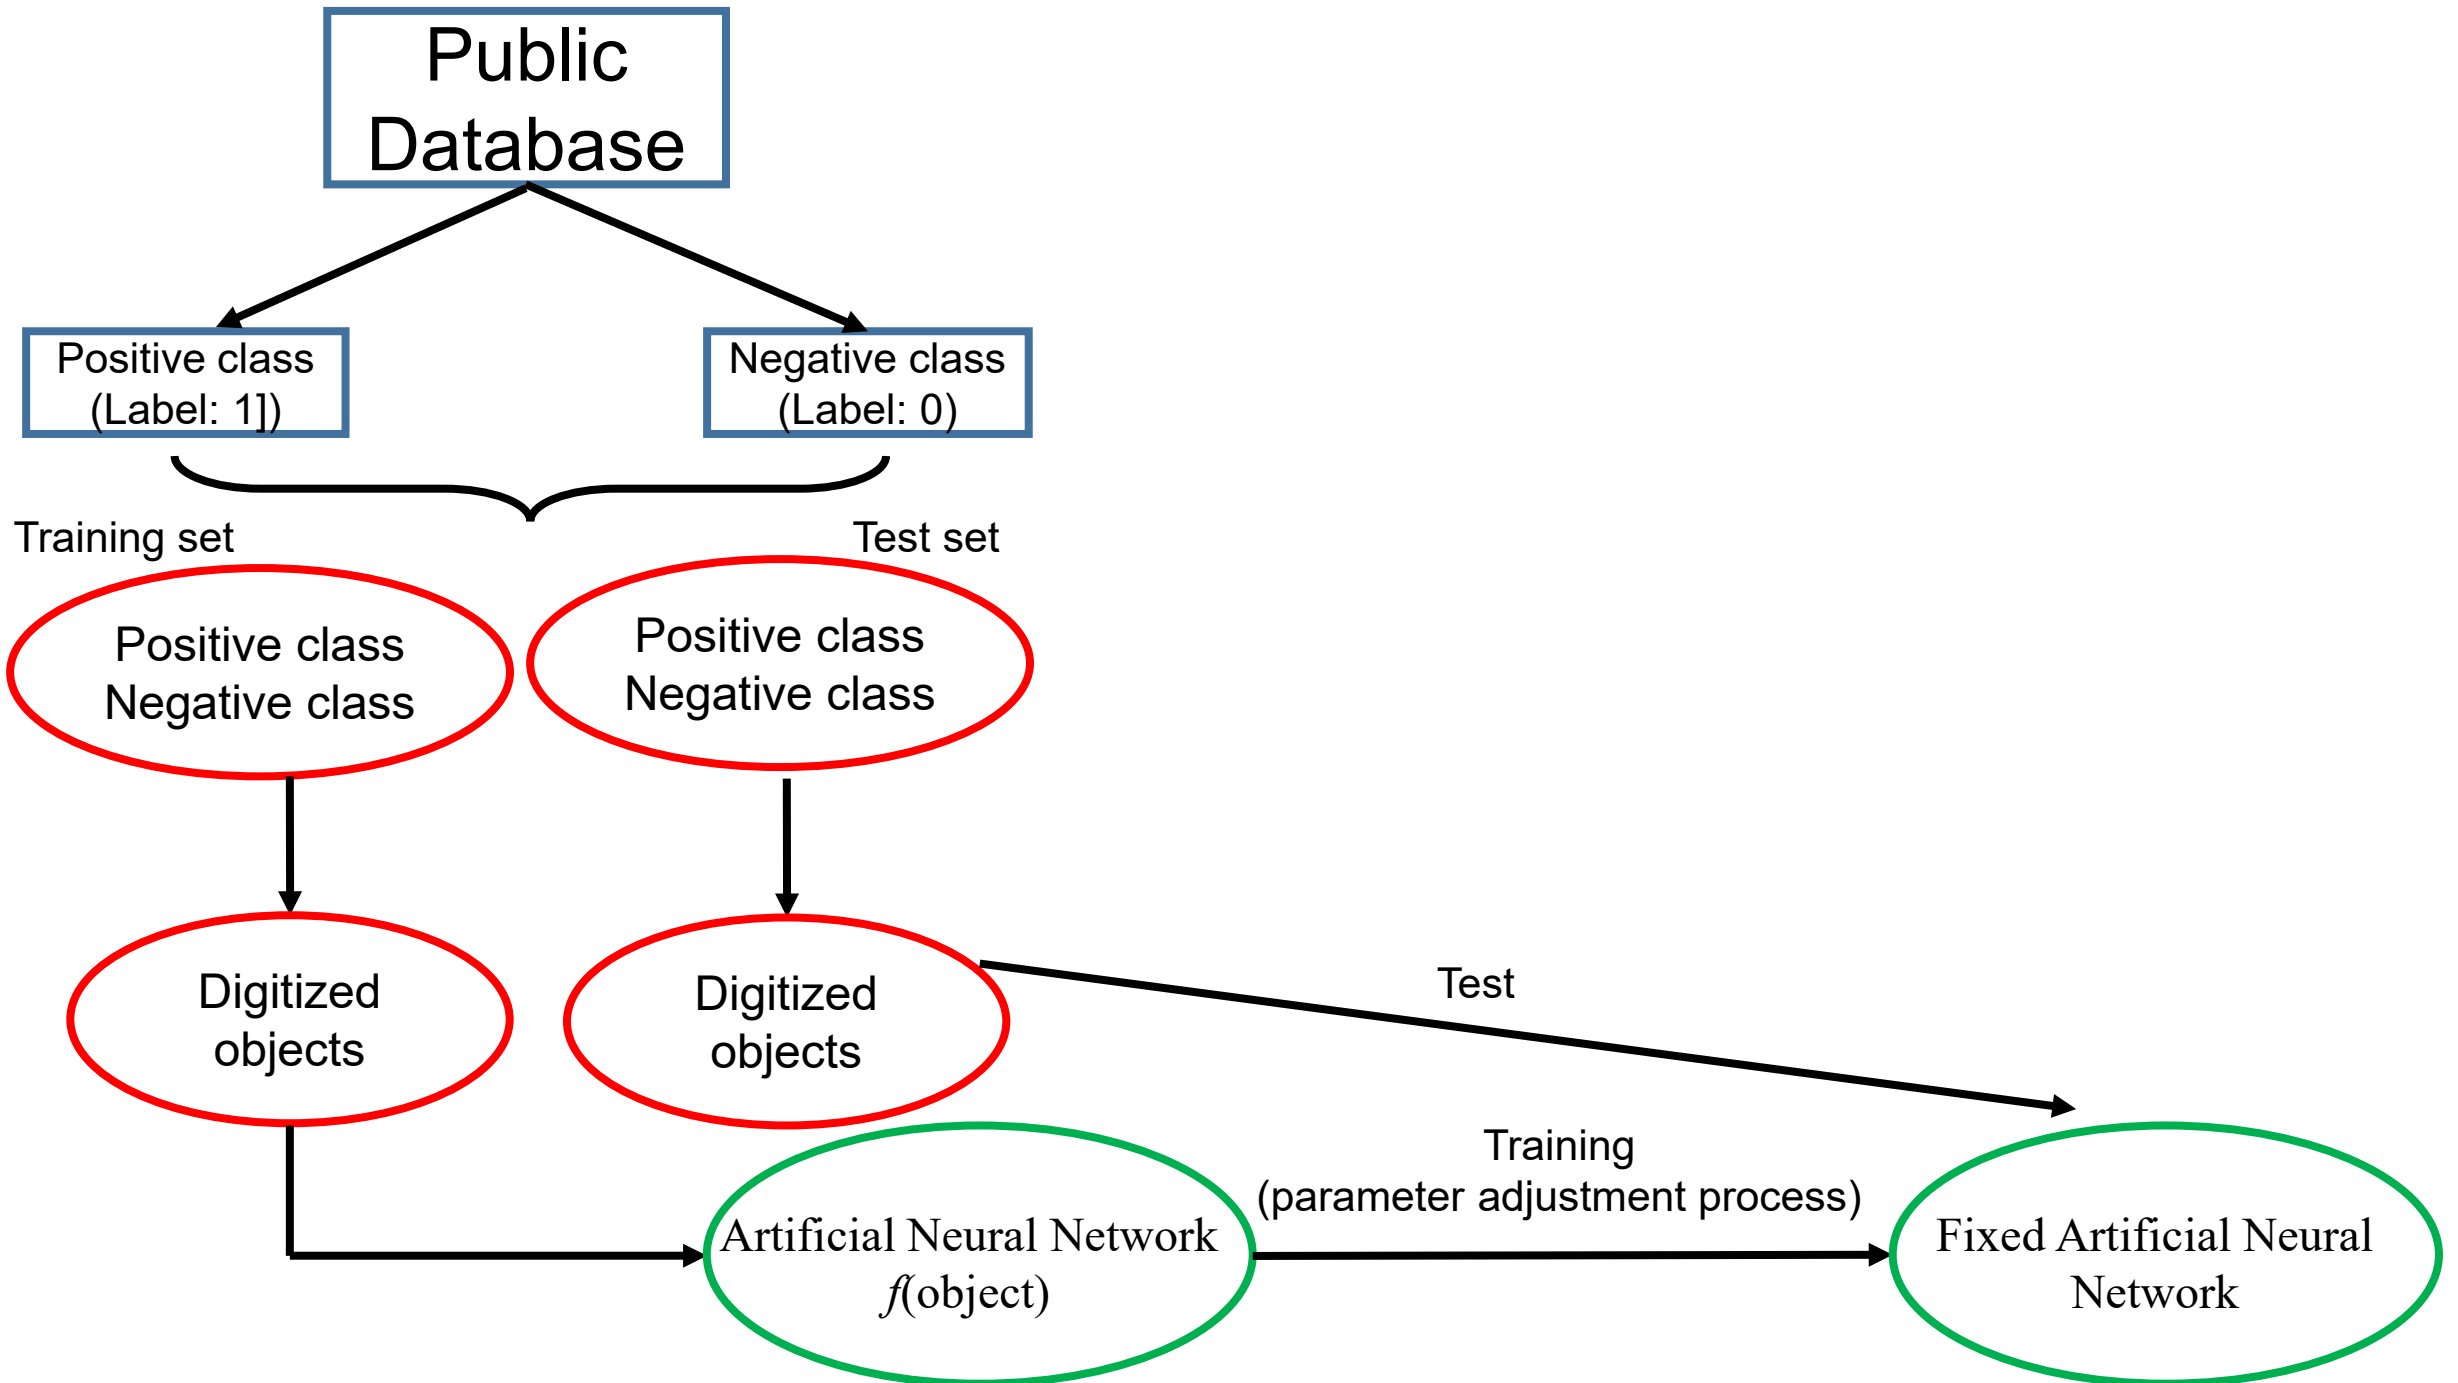 Public
Database
Positive class
(Label: 1])
Negative class
(Label: 0)
Training set
Test set
Positive class
Negative class
Positive class
Negative class
Digitized
objects
Digitized
objects
Test
Training
(parameter adjustment process)
Artificial Neural Network
f(object)
Fixed Artificial Neural
Network